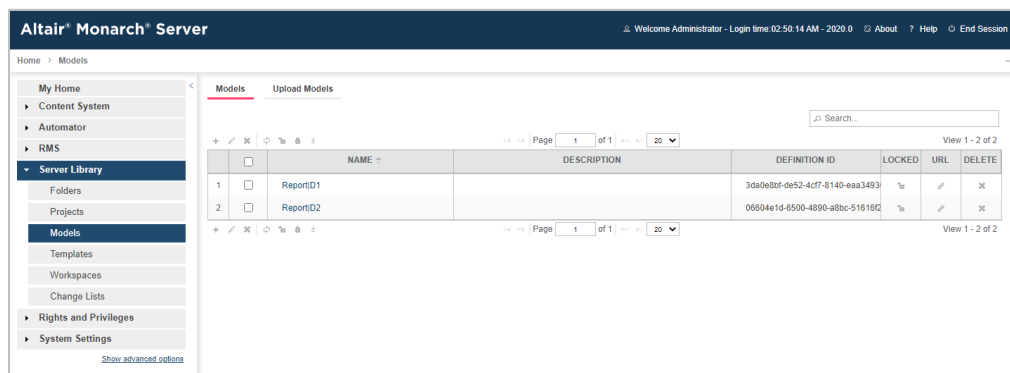 Altair® Monarch® Server
Welcome Administrator - Login time:02:50:14 AM - 2020.0 About ? Help End Session
Home > Models
My Home
Content System
Automator
RMS
Server Library
Folders
Projects
Models
Templates
Workspaces
Change Lists
Rights and Privileges
System Settings
Show advanced options
Models Upload Models
Search...
Page 1 of 1 20 View 1 - 2 of 2
NAME DESCRIPTION DEFINITION ID LOCKED URL DELETE
1 Report|D1 3da0e8bf-de52-4cf7-8140-eaa3493
2 Report|D2 06604e1d-6500-4890-a8bc-51616f2
Page 1 of 1 20 View 1 - 2 of 2